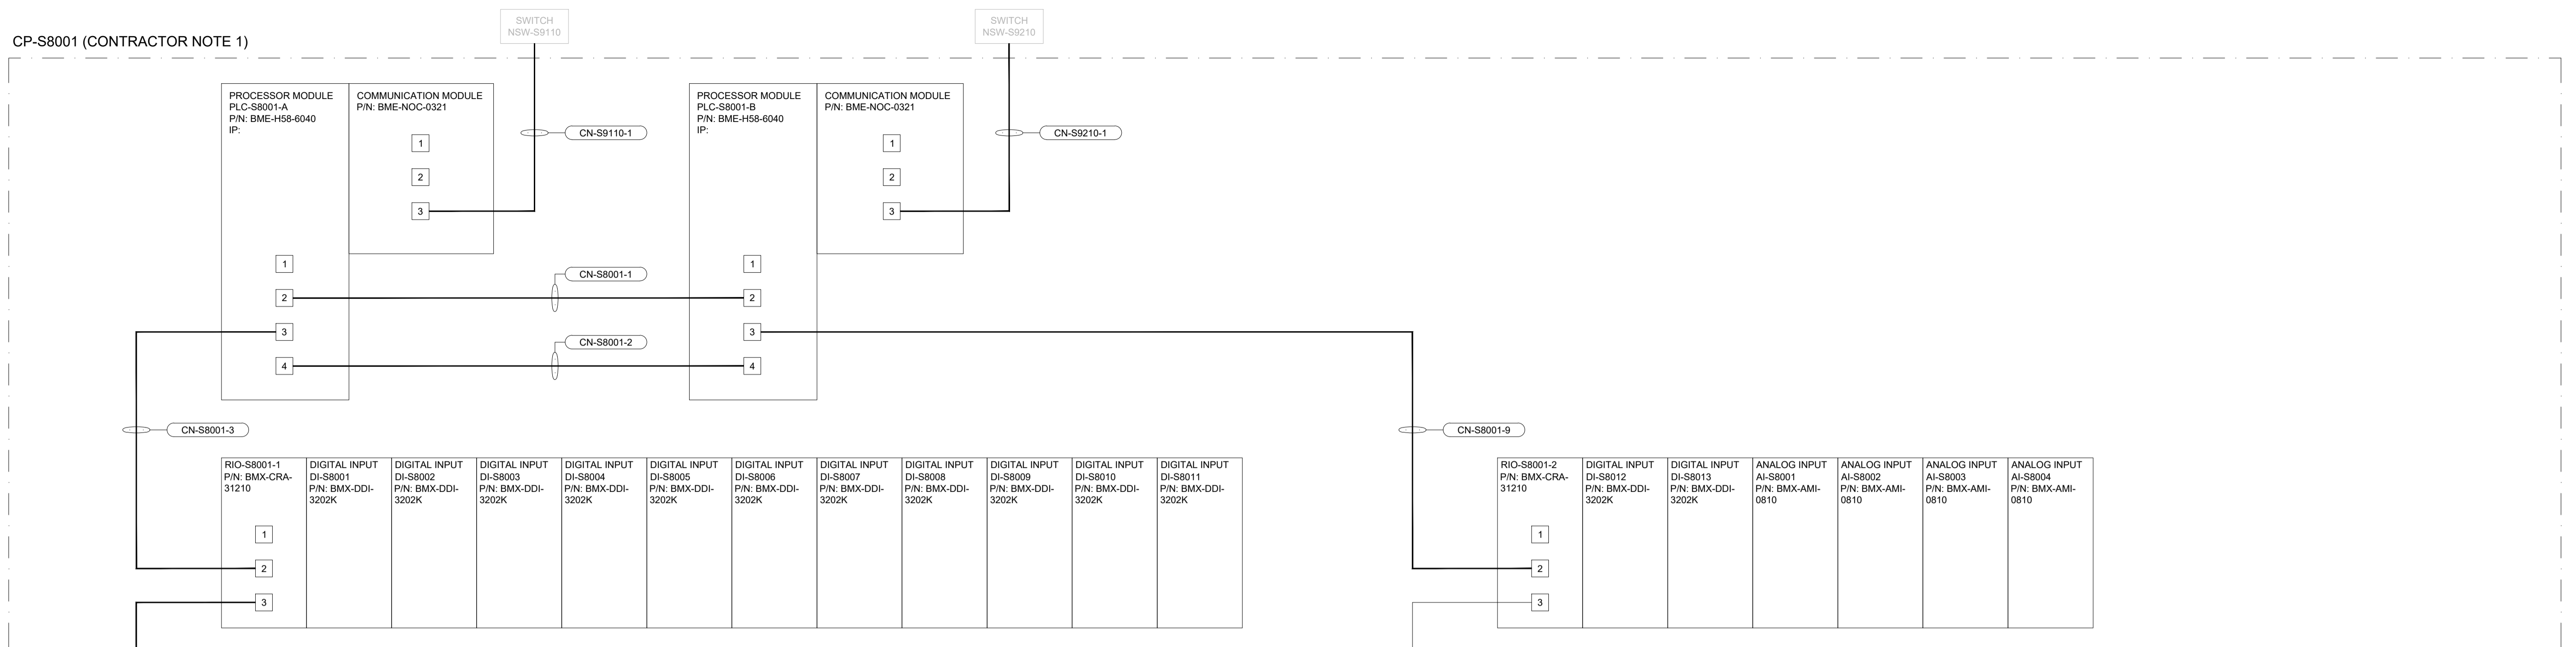 SWITCH
NSW-S9110
SWITCH
NSW-S9210
CP-S8001 (CONTRACTOR NOTE 1)
PROCESSOR MODULE
PLC-S8001-A
P/N: BME-H58-6040
IP:
1
2
3
4
COMMUNICATION MODULE
P/N: BME-NOC-0321
1
2
3
CN-S9110-1
PROCESSOR MODULE
PLC-S8001-B
P/N: BME-H58-6040
IP:
1
2
3
4
COMMUNICATION MODULE
P/N: BME-NOC-0321
1
2
3
CN-S9210-1
CN-S8001-1
CN-S8001-2
CN-S8001-3
CN-S8001-9
RIO-S8001-1
P/N: BMX-CRA-
31210
1
2
3
DIGITAL INPUT
DI-S8001
P/N: BMX-DDI-
3202K
DIGITAL INPUT
DI-S8002
P/N: BMX-DDI-
3202K
DIGITAL INPUT
DI-S8003
P/N: BMX-DDI-
3202K
DIGITAL INPUT
DI-S8004
P/N: BMX-DDI-
3202K
DIGITAL INPUT
DI-S8005
P/N: BMX-DDI-
3202K
DIGITAL INPUT
DI-S8006
P/N: BMX-DDI-
3202K
DIGITAL INPUT
DI-S8007
P/N: BMX-DDI-
3202K
DIGITAL INPUT
DI-S8008
P/N: BMX-DDI-
3202K
DIGITAL INPUT
DI-S8009
P/N: BMX-DDI-
3202K
DIGITAL INPUT
DI-S8010
P/N: BMX-DDI-
3202K
DIGITAL INPUT
DI-S8011
P/N: BMX-DDI-
3202K
RIO-S8001-2
P/N: BMX-CRA-
31210
1
2
3
DIGITAL INPUT
DI-S8012
P/N: BMX-DDI-
3202K
DIGITAL INPUT
DI-S8013
P/N: BMX-DDI-
3202K
ANALOG INPUT
AI-S8001
P/N: BMX-AMI-
0810
ANALOG INPUT
AI-S8002
P/N: BMX-AMI-
0810
ANALOG INPUT
AI-S8003
P/N: BMX-AMI-
0810
ANALOG INPUT
AI-S8004
P/N: BMX-AMI-
0810